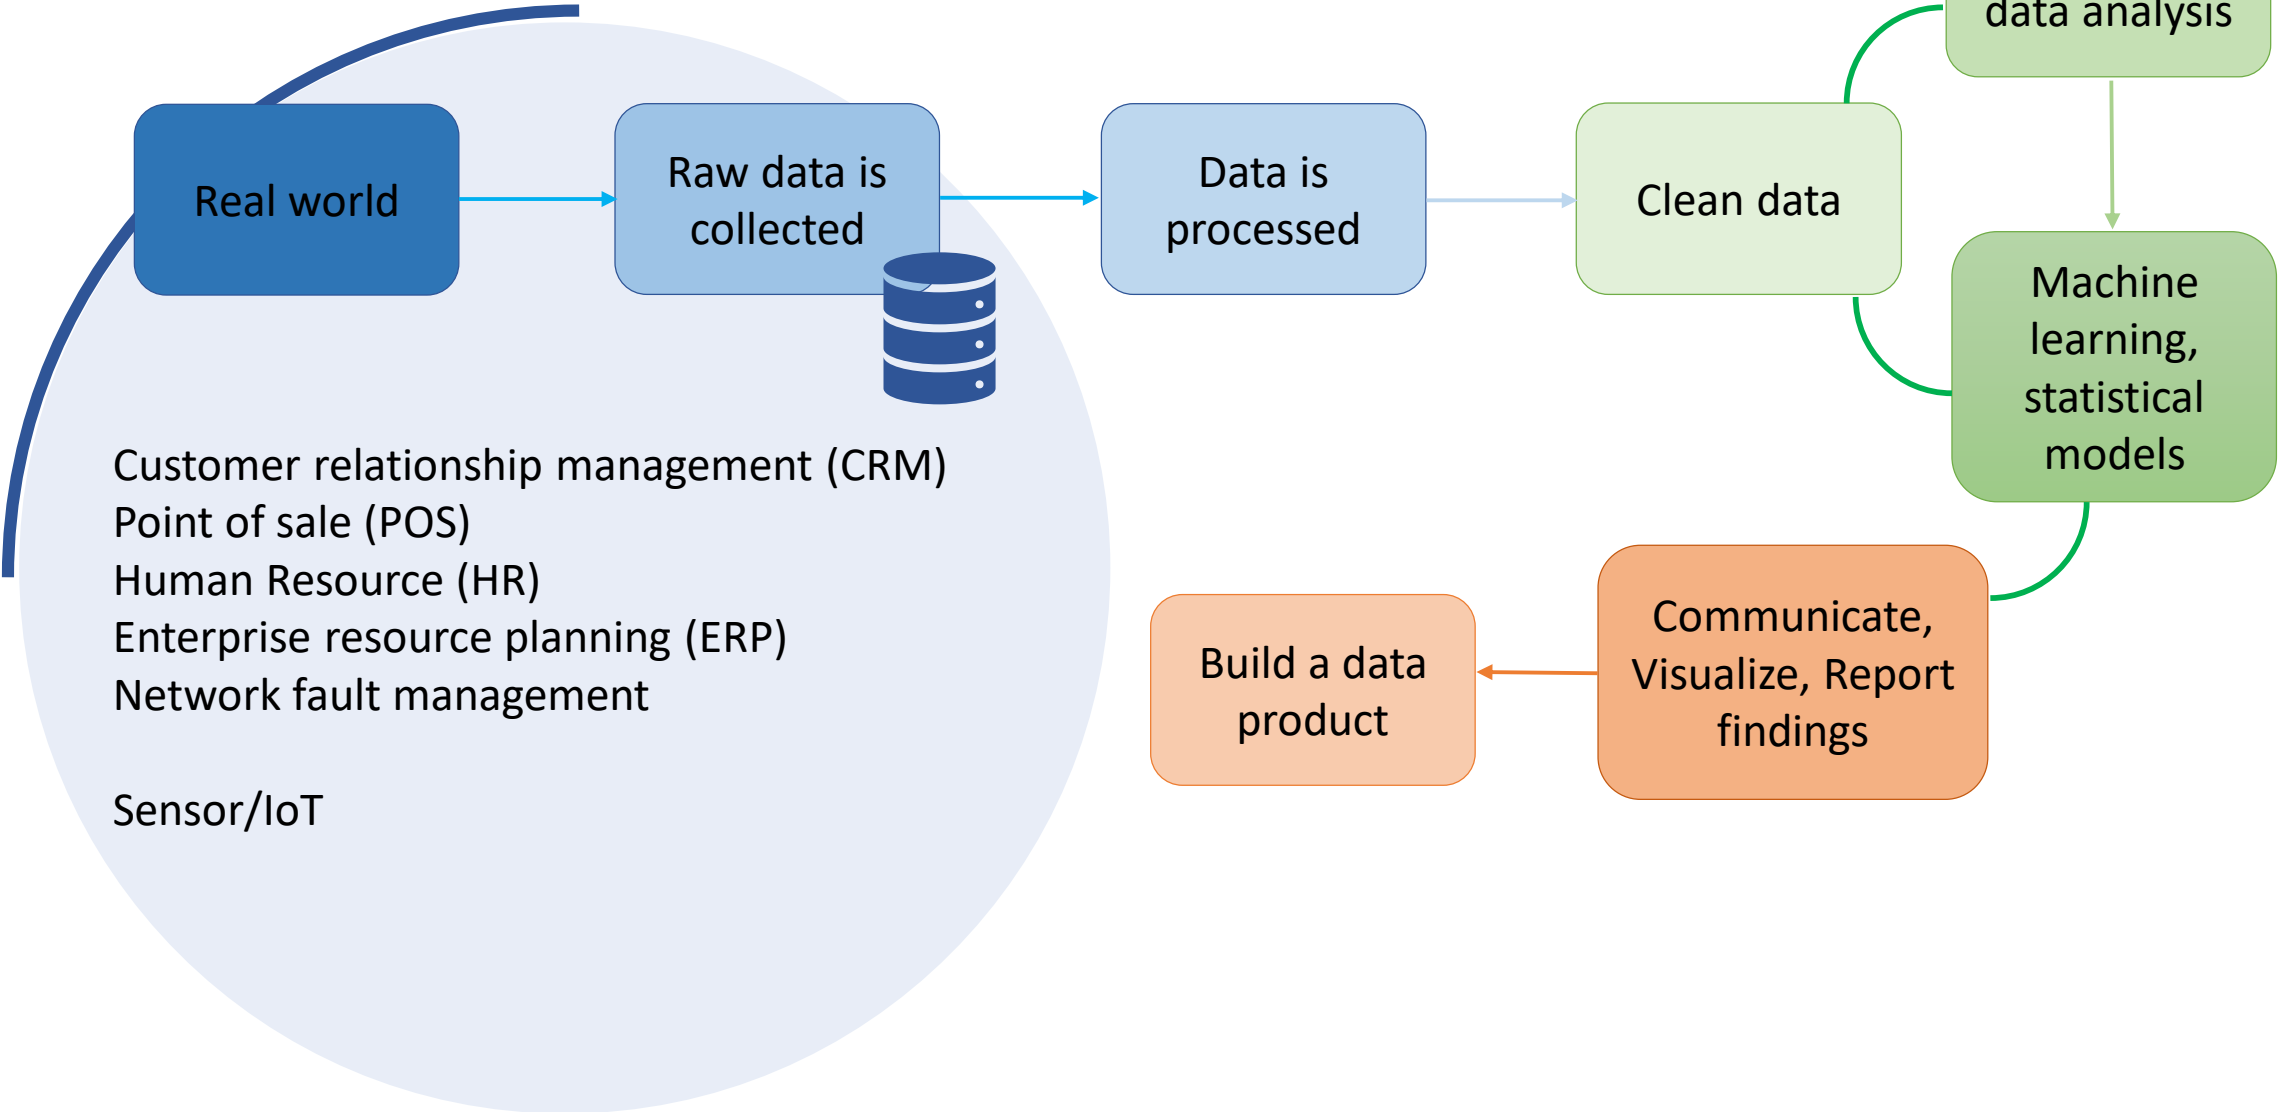 data analysis
Real world
Raw data is
collected
Data is
processed
Clean data
Machine
learning,
statistical
models
Customer relationship management (CRM)
Point of sale (POS)
Human Resource (HR)
Enterprise resource planning (ERP)
Network fault management
Sensor/IoT
Communicate,
Visualize, Report
findings
Build a data
product